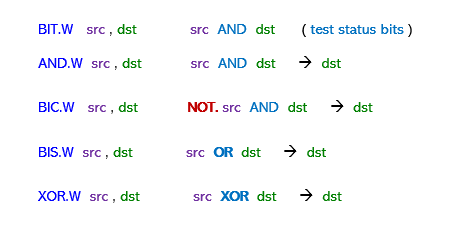 BIT.W src , dst src AND dst ( test status bits )
AND.W src , dst src AND dst → dst
BIC.W src , dst NOT. src AND dst → dst
BIS.W src , dst src OR dst → dst
XOR.W src , dst src XOR dst → dst